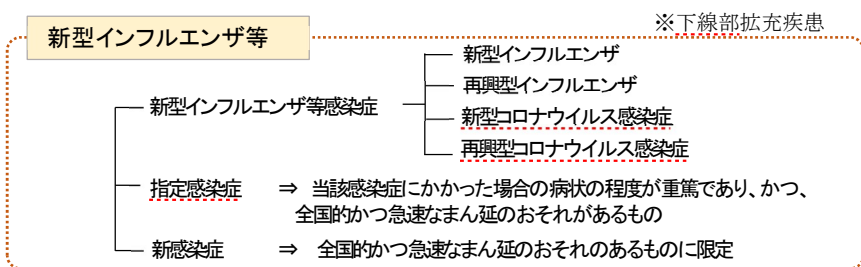 ※下線部拡充疾患
新型インフルエンザ等
新型インフルエンザ
再興型インフルエンザ
新型インフルエンザ等感染症
新型コロナウイルス感染症
再興型コロナウイルス感染症
指定感染症 ⇒ 当該感染症にかかった場合の病状の程度が重篤であり、かつ、
全国的かつ急速なまん延のおそれがあるもの
新感染症 ⇒ 全国的かつ急速なまん延のおそれのあるものに限定